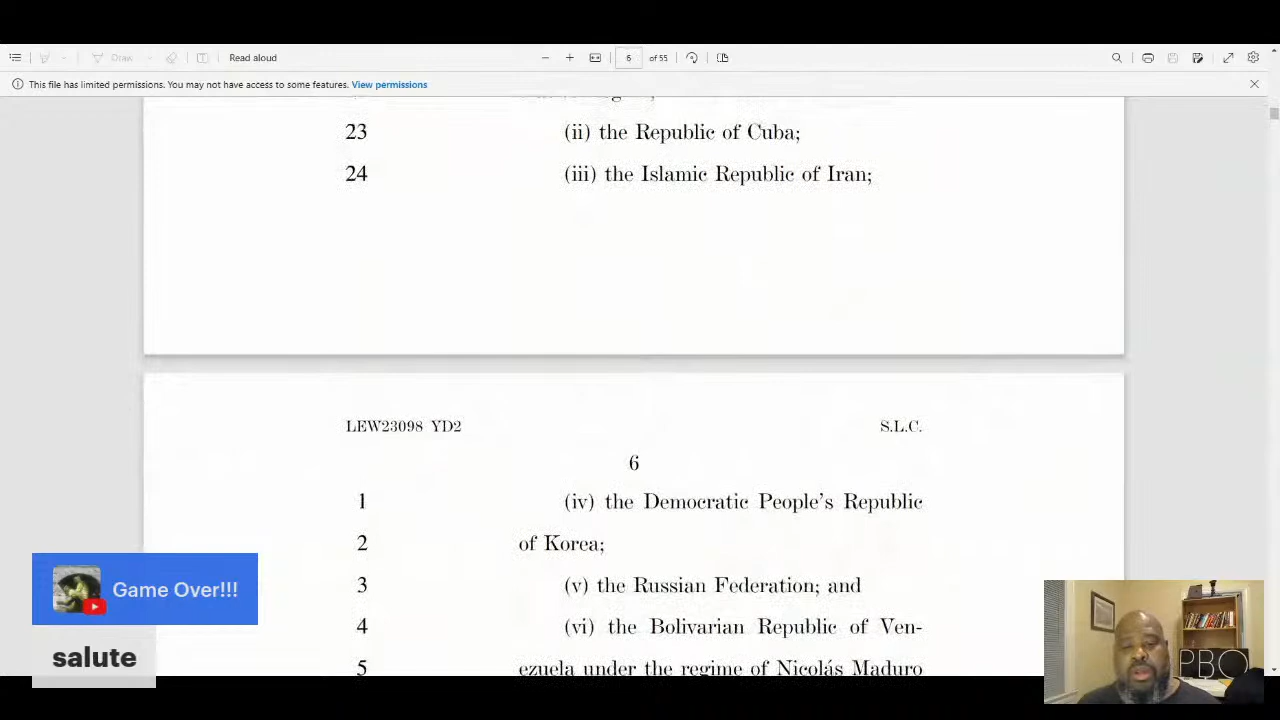 Draw
Read aloud
6 of 55
This file has limited permissions. You may not have access to some features. View permissions
23 (ii) the Republic of Cuba;
24 (iii) the Islamic Republic of Iran;
LEW23098 YD2 S.L.C.
6
1 (iv) the Democratic People's Republic
2 of Korea;
3 (v) the Russian Federation; and
4 (vi) the Bolivarian Republic of Ven-
5 ezuela under the regime of Nicolás Maduro
Game Over!!!
salute
PBO